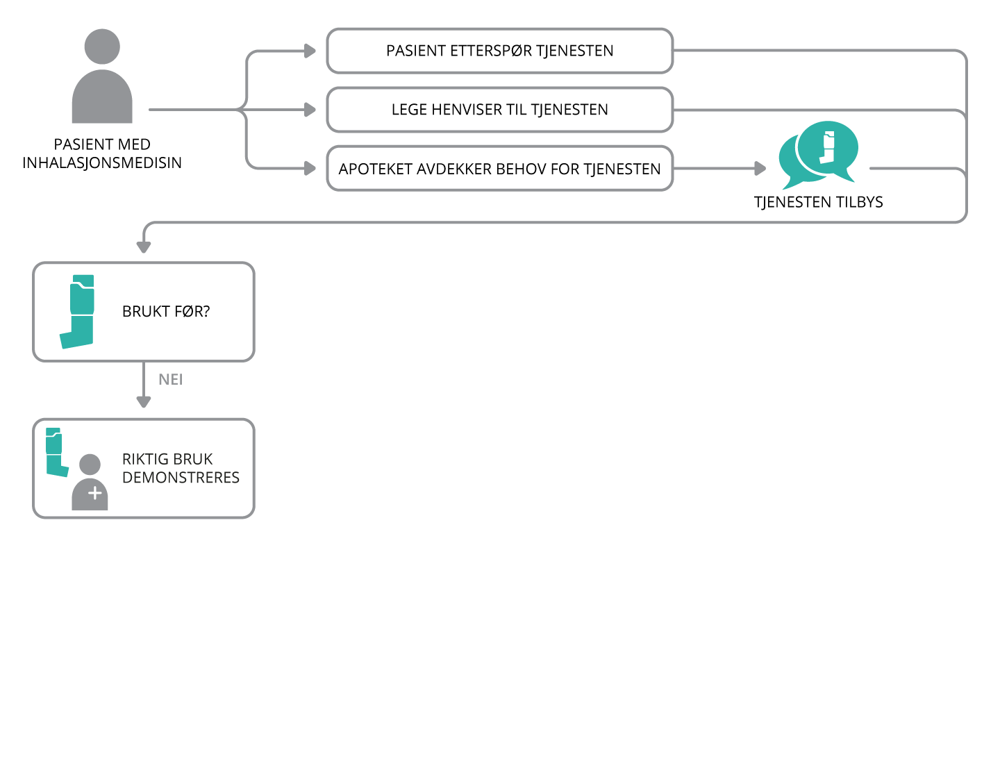 PASIENT ETTERSPØR TJENESTEN
LEGE HENVISER TIL TJENESTEN
PASIENT MED
INHALASJONSMEDISIN
APOTEKET AVDEKKER BEHOV FOR TJENESTEN
TJENESTEN TILBYS
BRUKT FØR?
NEI
RIKTIG BRUK
DEMONSTRERES